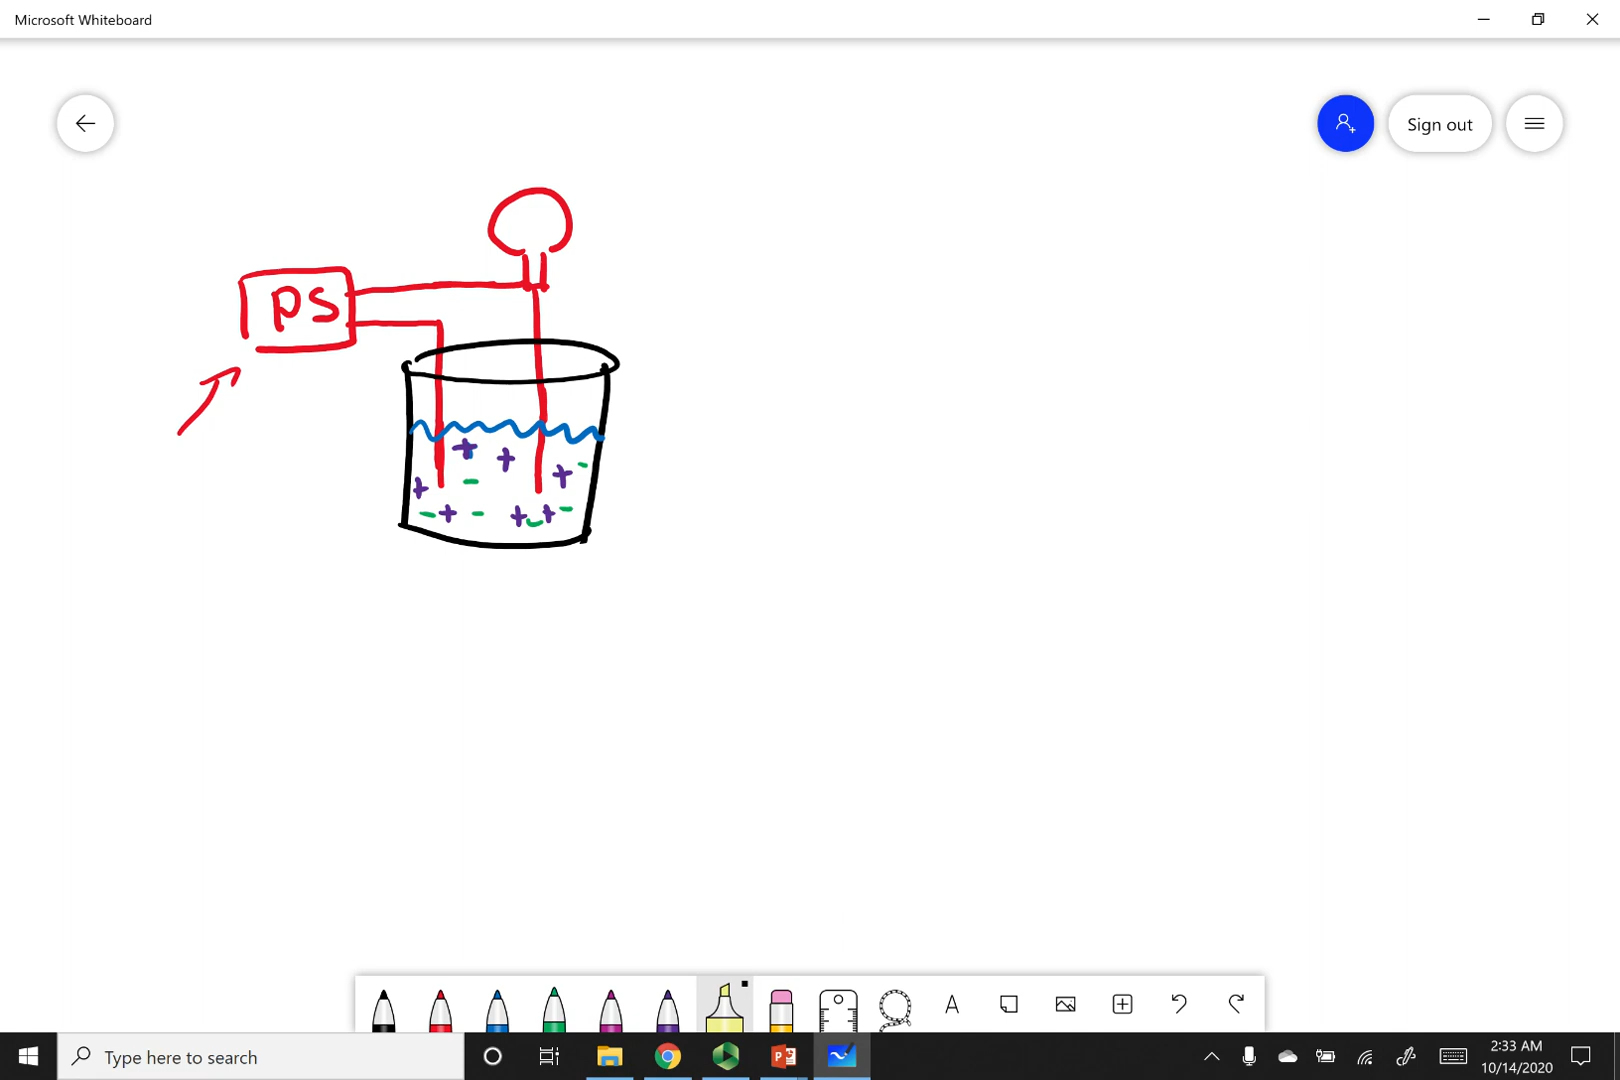 Microsoft Whiteboard
Sign out
PS
+ + + - - + + - + - + - + -
A
Type here to search
2:33 AM
10/14/2020